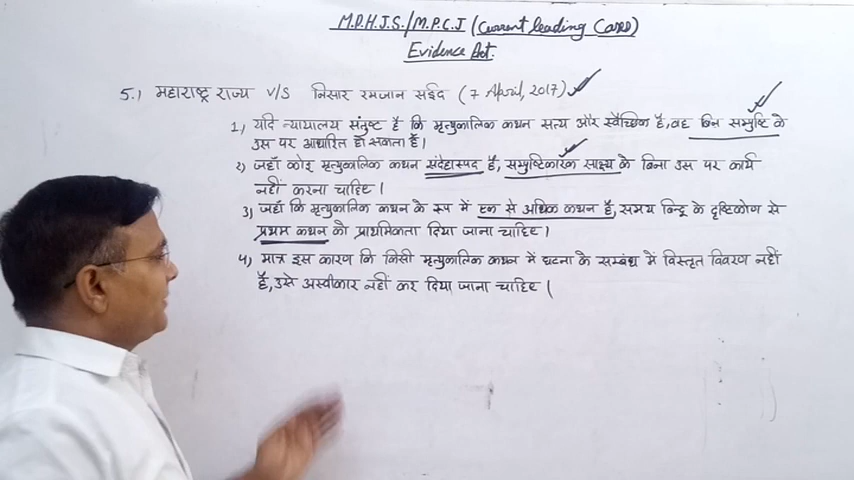 M.P.H.J.S./M.P.C.J (Current leading Cases)
Evidence Act.
5.) महाराष्ट्र राज्य V/S निसार रमजान सईद (7 April, 2017)
1) यदि न्यायालय संतुष्ट है कि मृत्युकालिक कथन सत्य और स्वैच्छिक है, वह बिना सम्पुष्टि के
उस पर आधारित हो सकता है।
2) जहाँ कोई मृत्युकालिक कथन संदेहास्पद है, सम्पुष्टिकारक साक्ष्य के बिना उस पर कार्य
नहीं करना चाहिए।
3) जहाँ कि मृत्युकालिक कथन के रूप में एक से अधिक कथन है, समय बिन्दु के दृष्टिकोण से
प्रथम कथन को प्राथमिकता दिया जाना चाहिए।
4) मात्र इस कारण कि किसी मृत्युकालिक कथन में घटना के सम्बंध में विस्तृत विवरण नहीं
है, उसे अस्वीकार नहीं कर दिया जाना चाहिए।